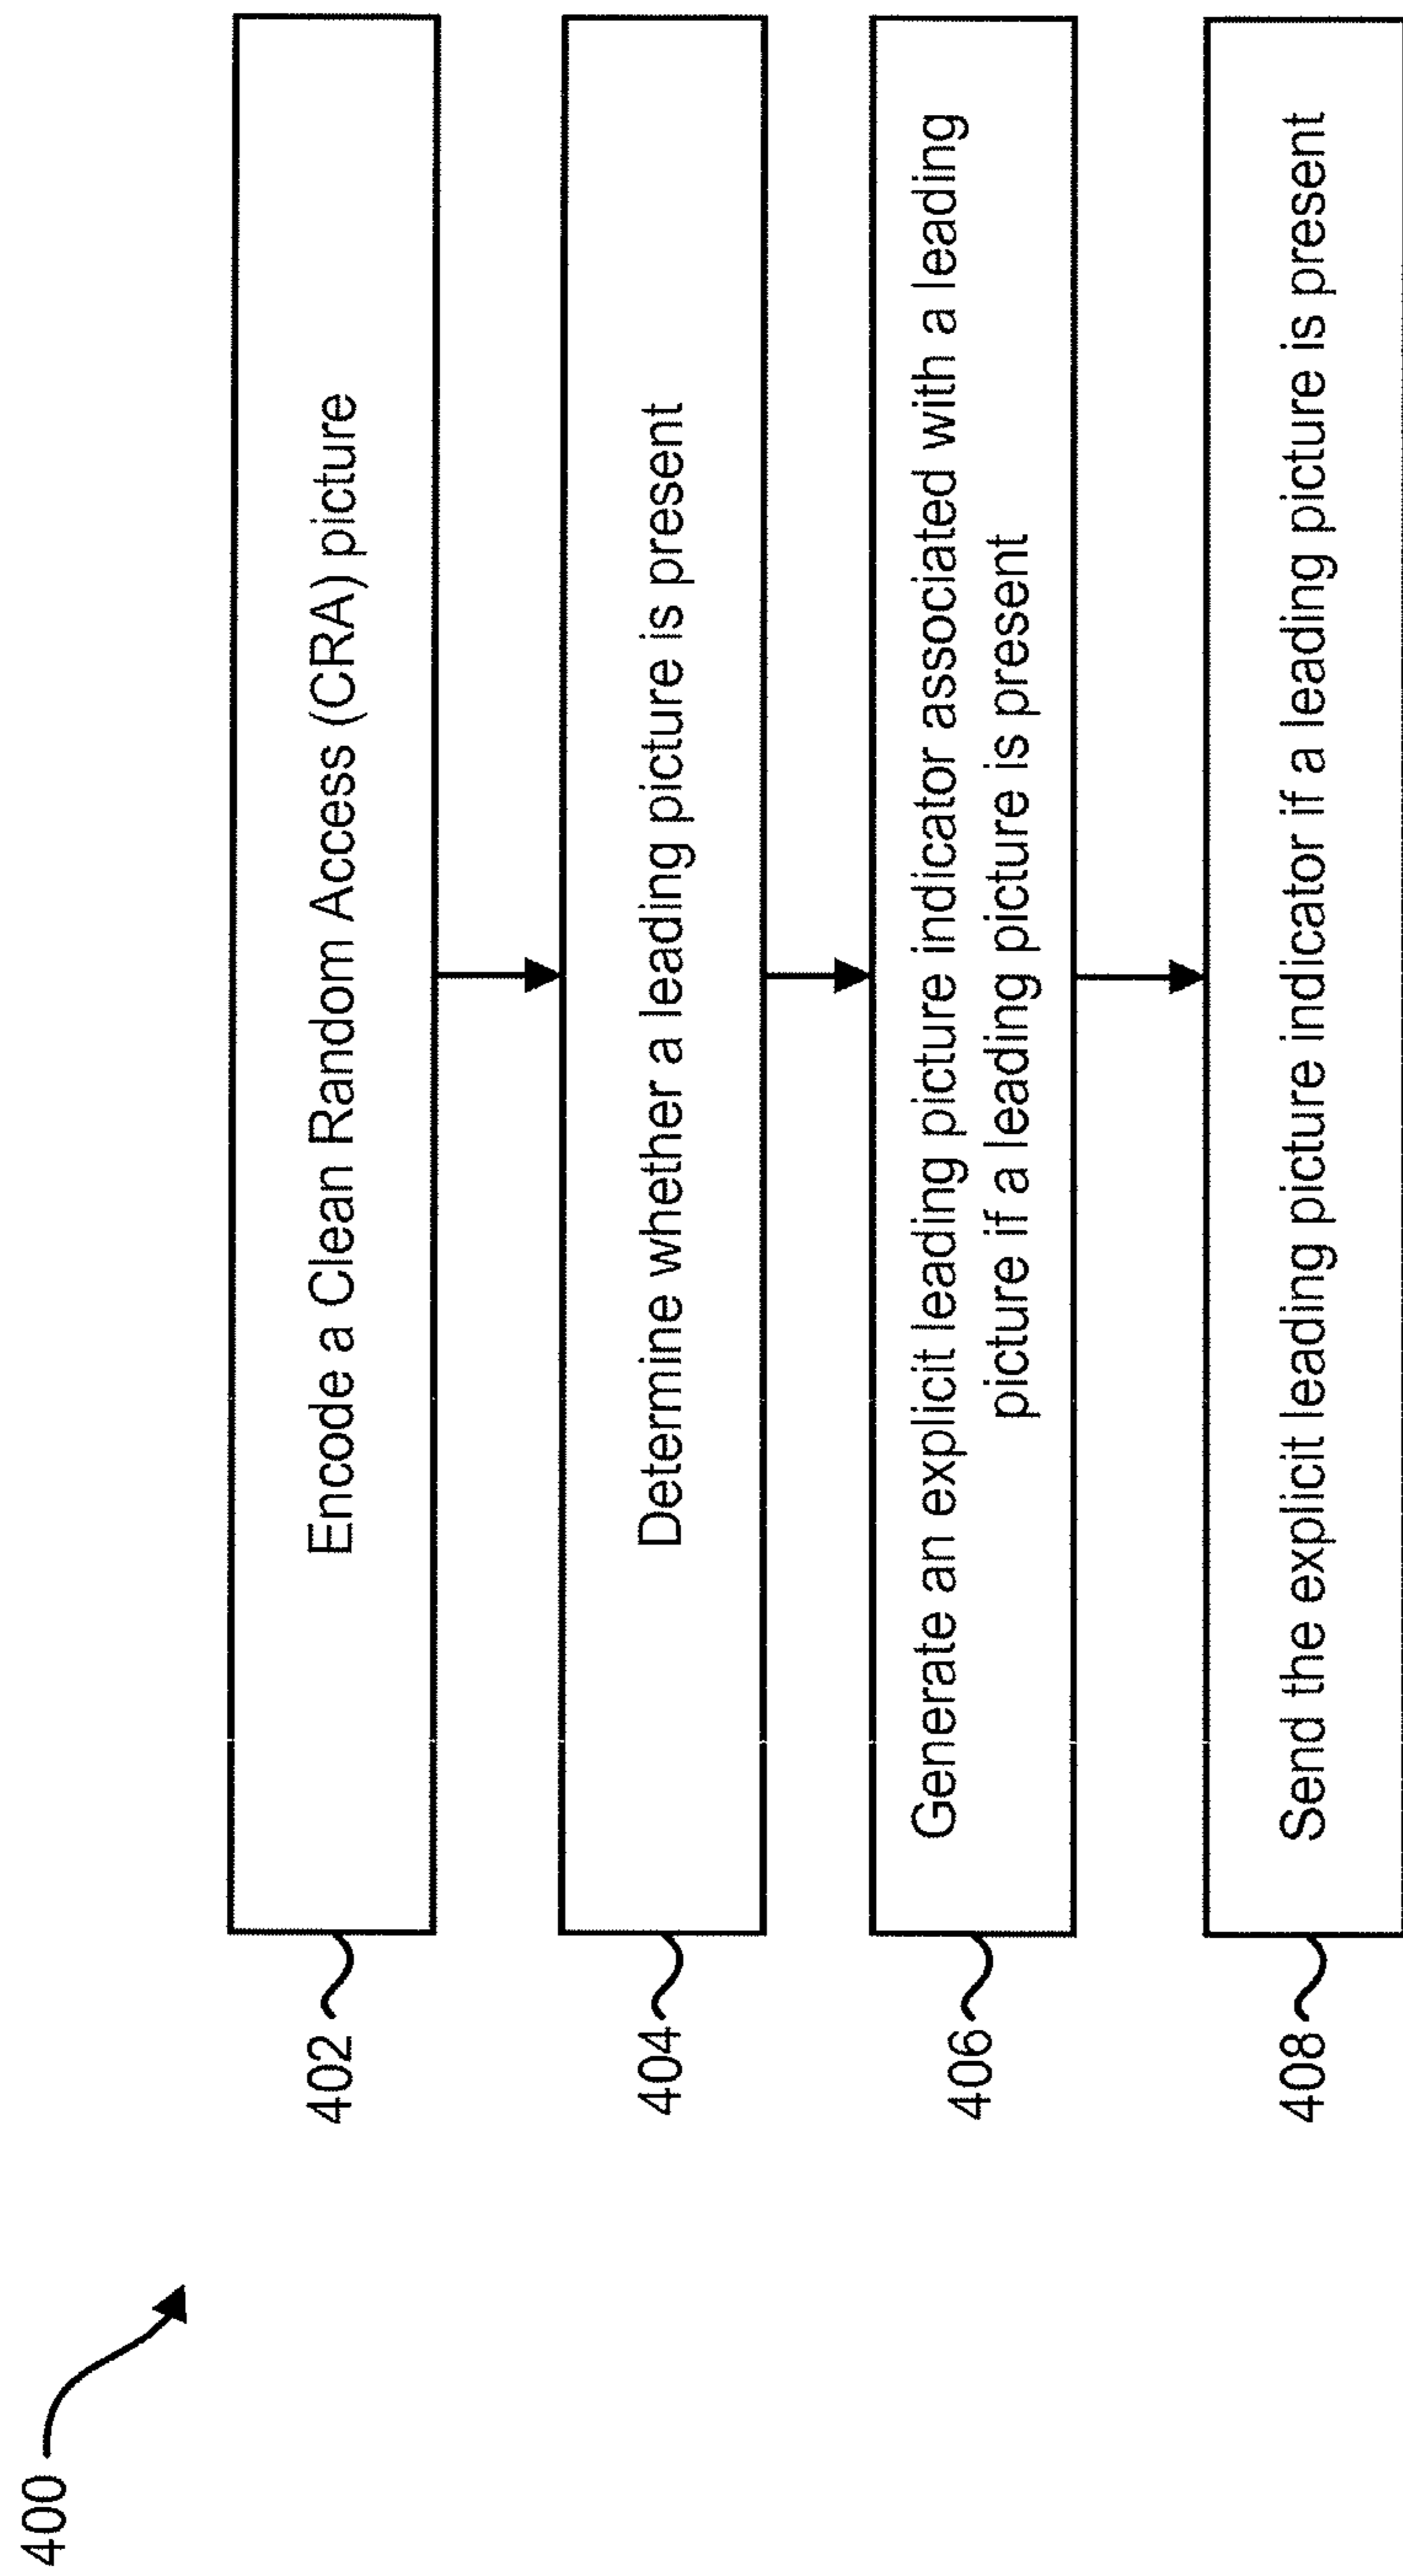 400
402
Encode a Clean Random Access (CRA) picture
404
Determine whether a leading picture is present
406
Generate an explicit leading picture indicator associated with a leading
picture if a leading picture is present
408
Send the explicit leading picture indicator if a leading picture is present